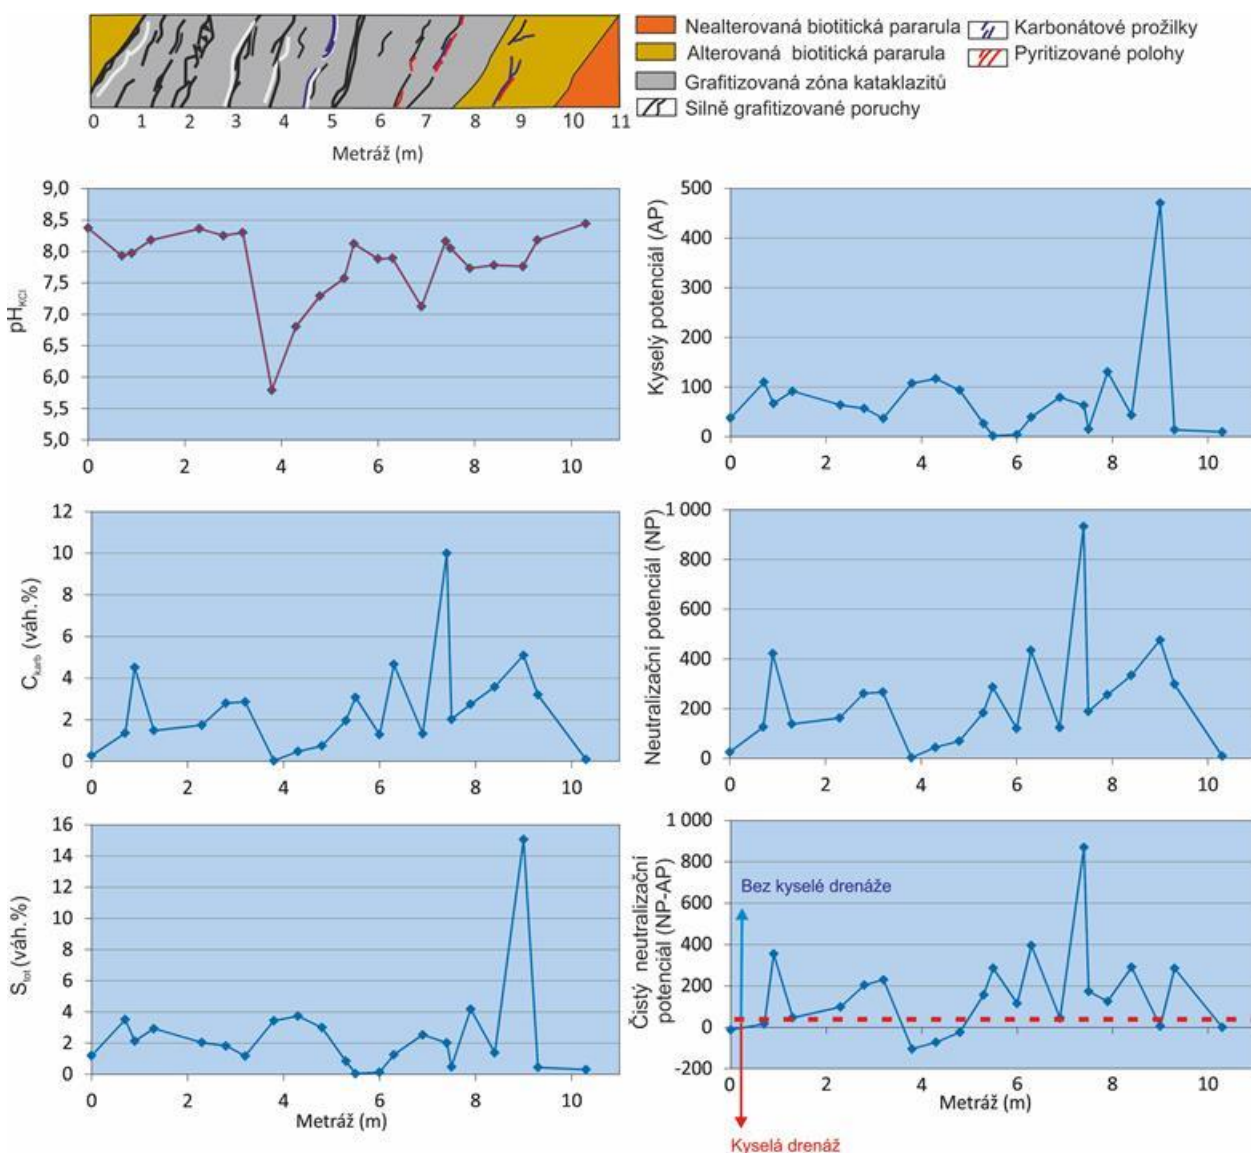 Nealterovaná biotitická pararula
Karbonátové prožilky
Alterovaná biotitická pararula
Pyritizované polohy
Grafitizovaná zóna kataklazitů
Silně grafitizované poruchy
0 1 2 3 4 5 6 7 8 9 10 11
Metráž (m)
pH KCl
9,0
8,5
8,0
7,5
7,0
6,5
6,0
5,5
5,0
0 2 4 6 8 10
Kyselý potenciál (AP)
500
400
300
200
100
0
0 2 4 6 8 10
C karb (váh.%)
12
10
8
6
4
2
0
0 2 4 6 8 10
Neutralizační potenciál (NP)
1 000
800
600
400
200
0
0 2 4 6 8 10
S tot (váh.%)
16
14
12
10
8
6
4
2
0
0 2 4 6 8 10
Metráž (m)
Čistý neutralizační
potenciál (NP-AP)
1 000
800
600
400
200
0
-200
Bez kyselé drenáže
0 2 4 6 8 10
Metráž (m)
Kyselá drenáž